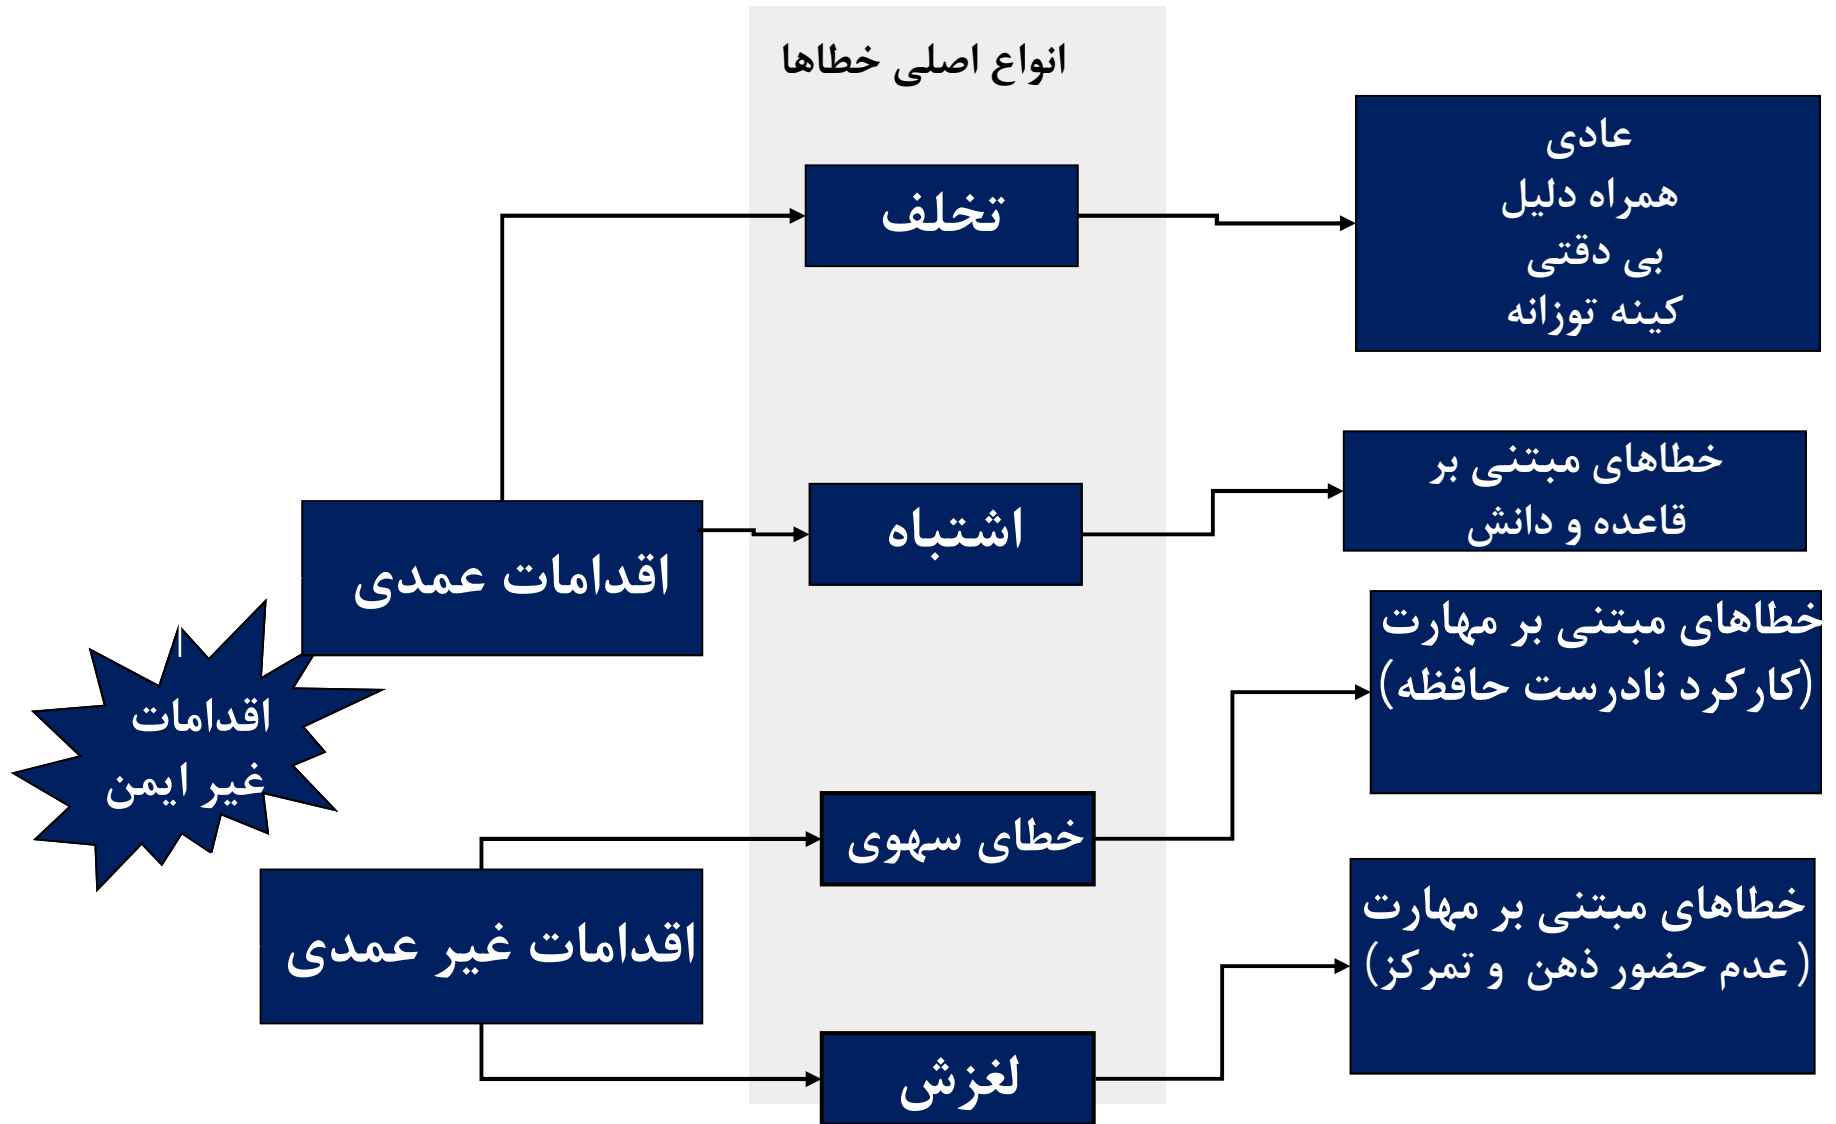 انواع اصلی خطاها
تخلف
عادی
همراه دلیل
بی دقتی
کینه توزانه
اشتباه
خطاهای مبتنی بر
قاعده و دانش
اقدامات عمدی
خطاهای مبتنی بر مهارت
(کارکرد نادرست حافظه)
اقدامات
غیر ایمن
خطای سهوی
اقدامات غیر عمدی
خطاهای مبتنی بر مهارت
(عدم حضور ذهن و تمرکز)
لغزش